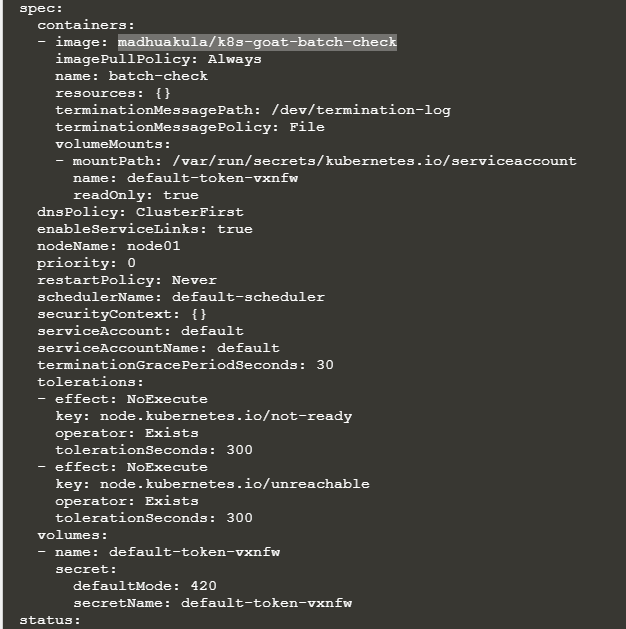 spec:
  containers:
  - image: madhuakula/k8s-goat-batch-check
    imagePullPolicy: Always
    name: batch-check
    resources: {}
    terminationMessagePath: /dev/termination-log
    terminationMessagePolicy: File
    volumeMounts:
    - mountPath: /var/run/secrets/kubernetes.io/serviceaccount
      name: default-token-vxnfw
      readOnly: true
  dnsPolicy: ClusterFirst
  enableServiceLinks: true
  nodeName: node01
  priority: 0
  restartPolicy: Never
  schedulerName: default-scheduler
  securityContext: {}
  serviceAccount: default
  serviceAccountName: default
  terminationGracePeriodSeconds: 30
  tolerations:
  - effect: NoExecute
    key: node.kubernetes.io/not-ready
    operator: Exists
    tolerationSeconds: 300
  - effect: NoExecute
    key: node.kubernetes.io/unreachable
    operator: Exists
    tolerationSeconds: 300
  volumes:
  - name: default-token-vxnfw
    secret:
      defaultMode: 420
      secretName: default-token-vxnfw
status: